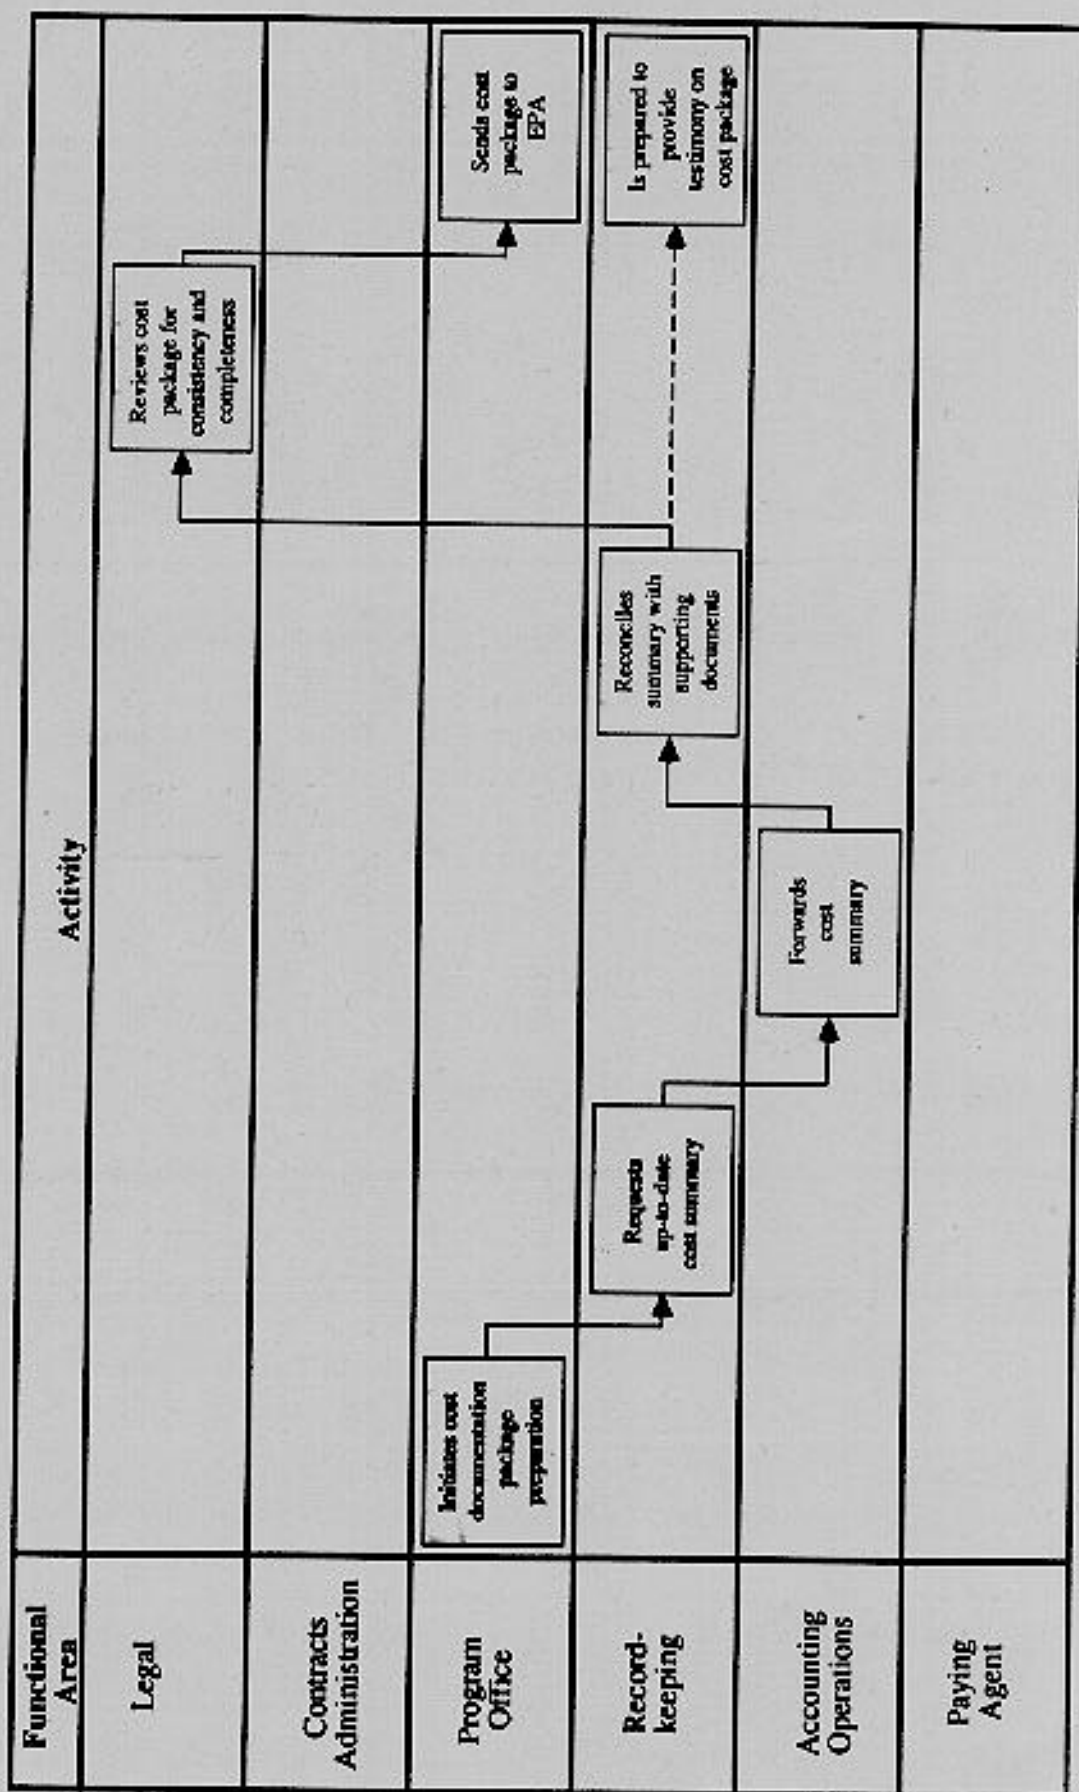 Functional
Area
Activity
Legal
Reviews cost
package for
consistency and
completeness
Contracts
Administration
Program
Office
Initiates cost
documentation
package
preparation
Sends cost
package to
EPA
Record-
keeping
Requests
up-to-date
cost summary
Reconciles
summary with
supporting
documents
Is prepared to
provide
testimony on
cost package
Accounting
Operations
Forwards
cost
summary
Paying
Agent